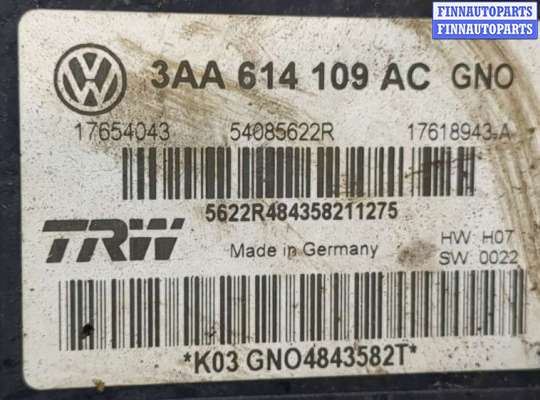 FINNAUTOPARTS
FINNAUTOPARTS
3AA 614 109 AC GNO
17654043 54085622R 17618943-A
5622R484358211275
TRW Made in Germany HW H07
SW 0022
*K03 GNO4843582T*